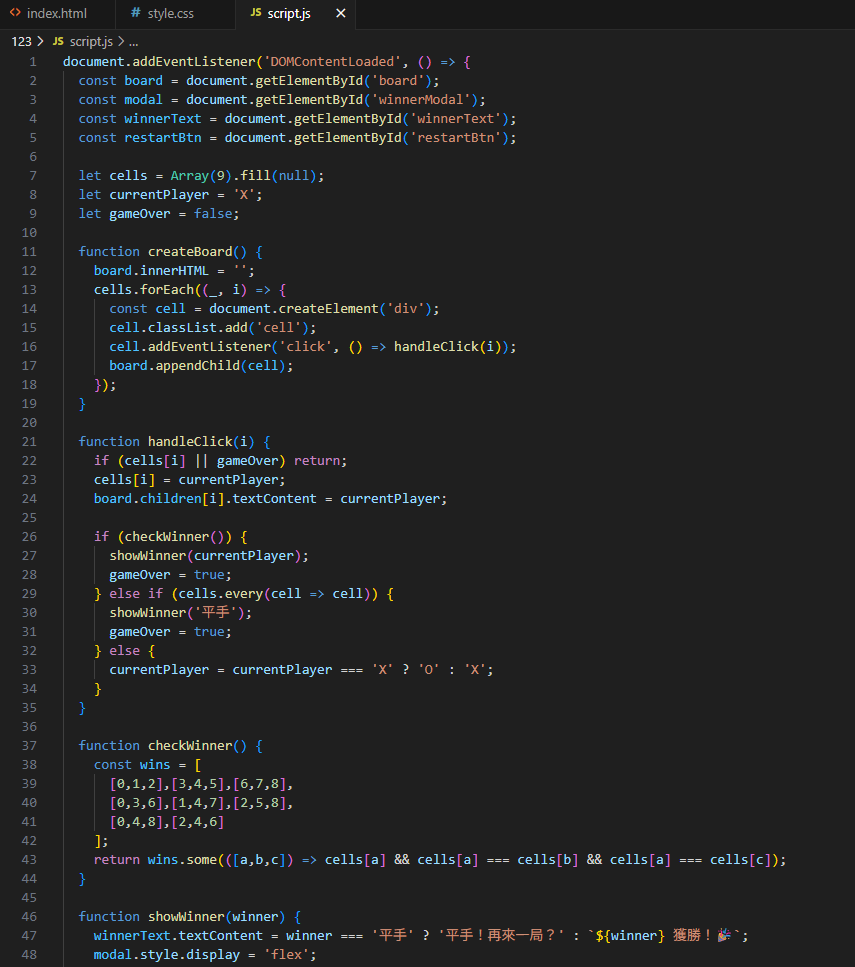 index.html # style.css JS script.js ×
123 > JS script.js > ...
1 document.addEventListener('DOMContentLoaded', () => {
2   const board = document.getElementById('board');
3   const modal = document.getElementById('winnerModal');
4   const winnerText = document.getElementById('winnerText');
5   const restartBtn = document.getElementById('restartBtn');
6
7   let cells = Array(9).fill(null);
8   let currentPlayer = 'X';
9   let gameOver = false;
10
11   function createBoard() {
12     board.innerHTML = '';
13     cells.forEach((_, i) => {
14       const cell = document.createElement('div');
15       cell.classList.add('cell');
16       cell.addEventListener('click', () => handleClick(i));
17       board.appendChild(cell);
18     });
19   }
20
21   function handleClick(i) {
22     if (cells[i] || gameOver) return;
23     cells[i] = currentPlayer;
24     board.children[i].textContent = currentPlayer;
25
26     if (checkWinner()) {
27       showWinner(currentPlayer);
28       gameOver = true;
29     } else if (cells.every(cell => cell)) {
30       showWinner('平手');
31       gameOver = true;
32     } else {
33       currentPlayer = currentPlayer === 'X' ? 'O' : 'X';
34     }
35   }
36
37   function checkWinner() {
38     const wins = [
39       [0,1,2],[3,4,5],[6,7,8],
40       [0,3,6],[1,4,7],[2,5,8],
41       [0,4,8],[2,4,6]
42     ];
43     return wins.some(([a,b,c]) => cells[a] && cells[a] === cells[b] && cells[a] === cells[c]);
44   }
45
46   function showWinner(winner) {
47     winnerText.textContent = winner === '平手' ? '平手！再來一局？' : `${winner} 獲勝！🎉`;
48     modal.style.display = 'flex';